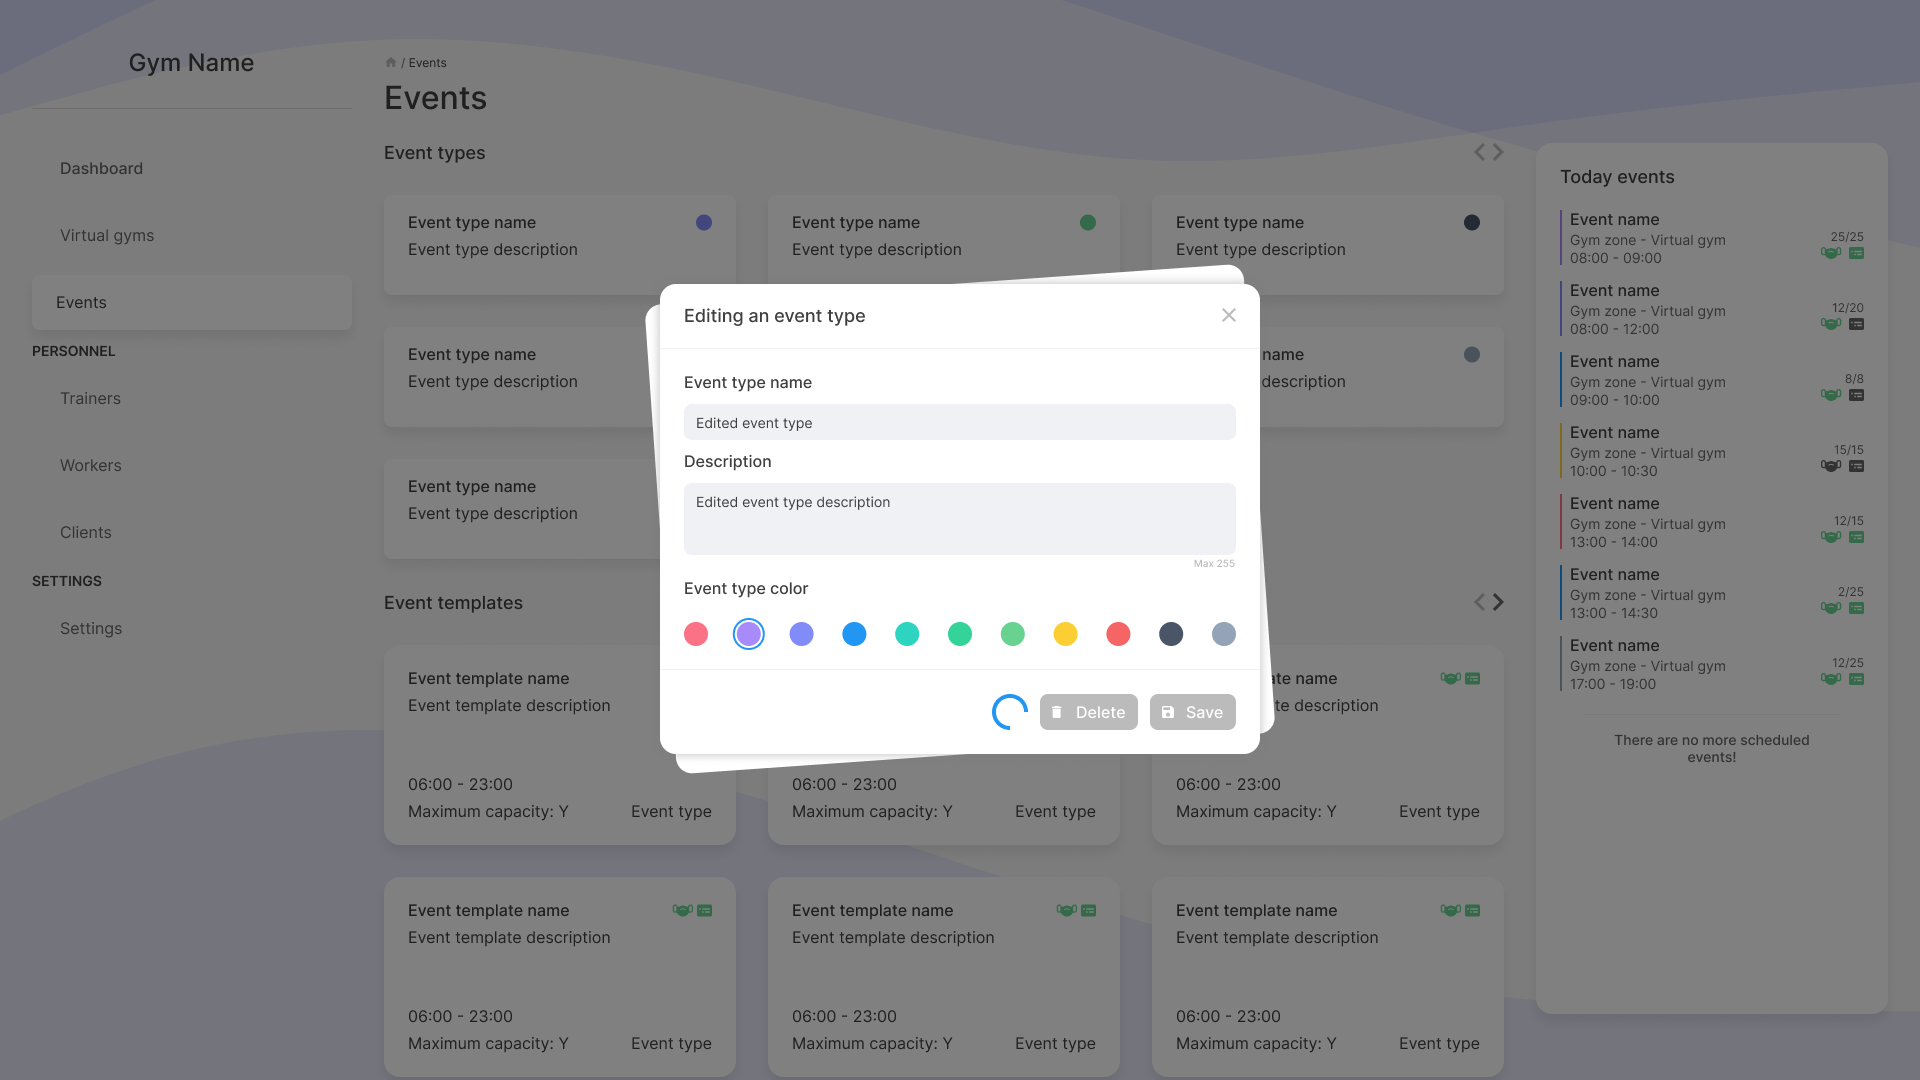 Gym Name
Dashboard
Virtual gyms
Events
PERSONNEL
Trainers
Workers
Clients
SETTINGS
Settings
/ Events
Events
Event types
Event type name
Event type description
Event type name
Event type description
Event type name
Event type description
Event type name
Event type description
name
description
Event type name
Event type description
Editing an event type
Event type name
Edited event type
Description
Edited event type description
Max 255
Event type color
Delete
Save
Event templates
Event template name
Event template description
06:00 - 23:00
Maximum capacity: Y
Event type
06:00 - 23:00
Maximum capacity: Y
Event type
ate name
te description
06:00 - 23:00
Maximum capacity: Y
Event type
Event template name
Event template description
06:00 - 23:00
Maximum capacity: Y
Event type
Event template name
Event template description
06:00 - 23:00
Maximum capacity: Y
Event type
Event template name
Event template description
06:00 - 23:00
Maximum capacity: Y
Event type
Today events
Event name
Gym zone - Virtual gym
08:00 - 09:00
25/25
Event name
Gym zone - Virtual gym
08:00 - 12:00
12/20
Event name
Gym zone - Virtual gym
09:00 - 10:00
8/8
Event name
Gym zone - Virtual gym
10:00 - 10:30
15/15
Event name
Gym zone - Virtual gym
13:00 - 14:00
12/15
Event name
Gym zone - Virtual gym
13:00 - 14:30
2/25
Event name
Gym zone - Virtual gym
17:00 - 19:00
12/25
There are no more scheduled
events!